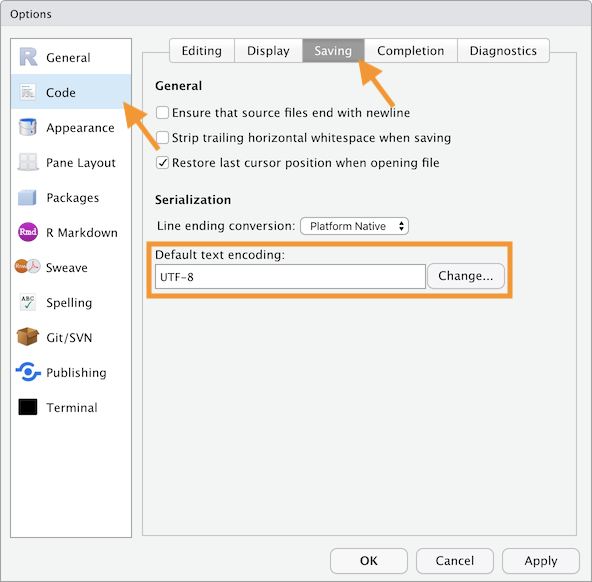 Options
General
Code
Appearance
Pane Layout
Packages
Rmd R Markdown
Sweave
ABC Spelling
Git/SVN
Publishing
Terminal
Editing Display Saving Completion Diagnostics
General
Ensure that source files end with newline
Strip trailing horizontal whitespace when saving
Restore last cursor position when opening file
Serialization
Line ending conversion: Platform Native
Default text encoding:
UTF-8 Change...
OK Cancel Apply